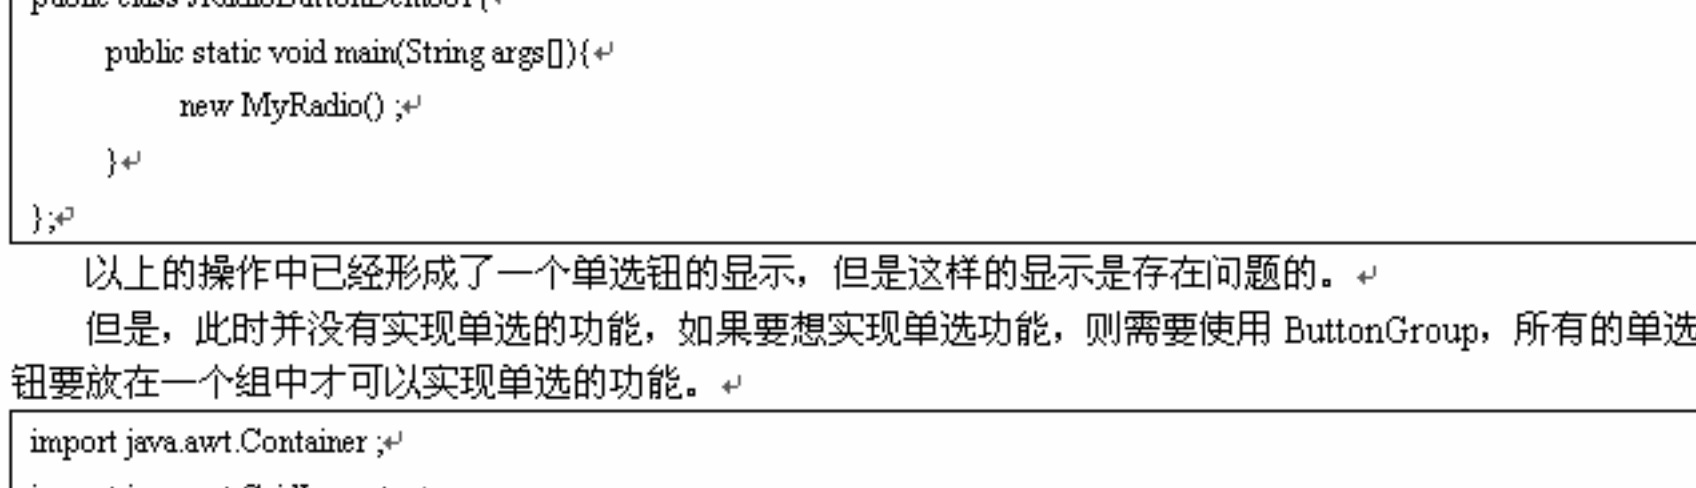 public class JRadioButtonDemo01{
public static void main(String args[]){
new MyRadio() ;
}
};
以上的操作中已经形成了一个单选钮的显示，但是这样的显示是存在问题的。
但是，此时并没有实现单选的功能，如果要想实现单选功能，则需要使用 ButtonGroup，所有的单选
钮要放在一个组中才可以实现单选的功能。
import java.awt.Container ;